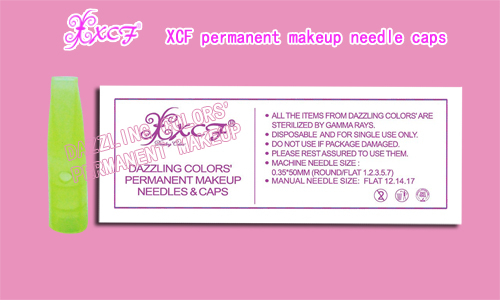 XCF®
XCF permanent makeup needle caps
XCF®
Dazzling Color
DAZZLING COLORS'
PERMANENT MAKEUP
NEEDLES & CAPS
• ALL THE ITEMS FROM DAZZLING COLORS' ARE
STERILIZED BY GAMMA RAYS.
• DISPOSABLE AND FOR SINGLE USE ONLY.
• DO NOT USE IF PACKAGE DAMAGED.
• PLEASE REST ASSURED TO USE THEM.
• MACHINE NEEDLE SIZE :
0.35*50MM (ROUND/FLAT 1.2.3.5.7)
• MANUAL NEEDLE SIZE: FLAT 12.14.17
DAZZLING COLORS'
PERMANENT MAKEUP